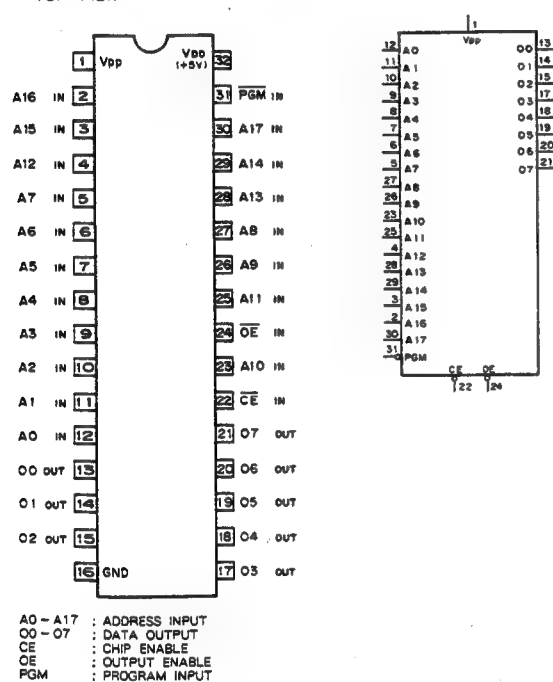 1 Vpp
VDD 32
(+5V)
A16 IN 2
31 PGM IN
A15 IN 3
30 A17 IN
A12 IN 4
29 A14 IN
A7 IN 5
28 A13 IN
A6 IN 6
27 A8 IN
A5 IN 7
26 A9 IN
A4 IN 8
25 A11 IN
A3 IN 9
24 OE IN
A2 IN 10
23 A10 IN
A1 IN 11
22 CE IN
A0 IN 12
21 O7 OUT
O0 OUT 13
20 O6 OUT
O1 OUT 14
19 O5 OUT
O2 OUT 15
18 O4 OUT
16 GND
17 O3 OUT
1
Vpp
12 A0
11 A1
10 A2
9 A3
8 A4
7 A5
6 A6
5 A7
27 A8
26 A9
23 A10
25 A11
4 A12
28 A13
29 A14
3 A15
2 A16
30 A17
31 PGM
O0 13
O1 14
O2 15
O3 17
O4 18
O5 19
O6 20
O7 21
CE OE
22 24
A0 - A17 : ADDRESS INPUT
O0 - O7 : DATA OUTPUT
CE : CHIP ENABLE
OE : OUTPUT ENABLE
PGM : PROGRAM INPUT